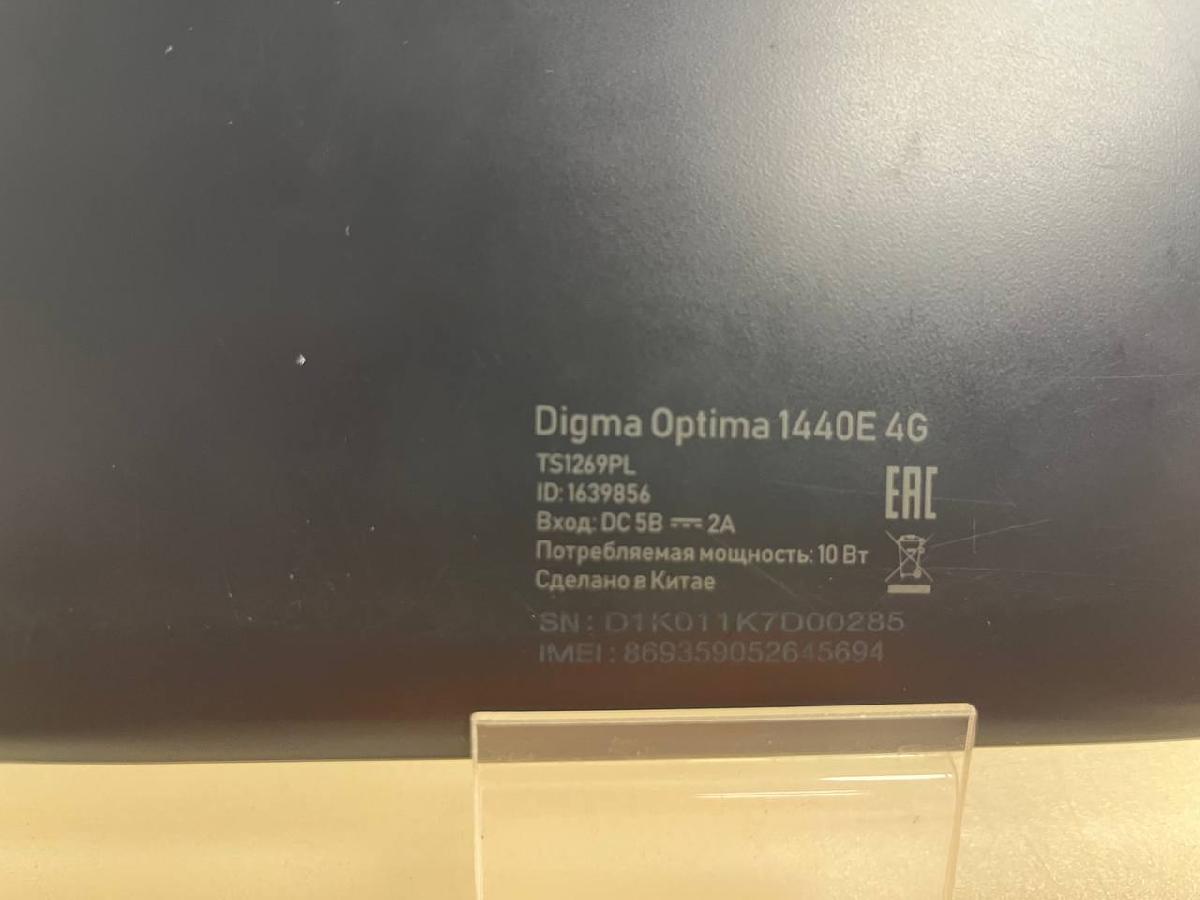 Digma Optima 1440E 4G
TS1269PL
ID: 1639856
EAC
Вход: DC 5В ⎓ 2А
Потребляемая мощность: 10 Вт
Сделано в Китае
SN: D1K011K7D00285
IMEI: 869359052645694